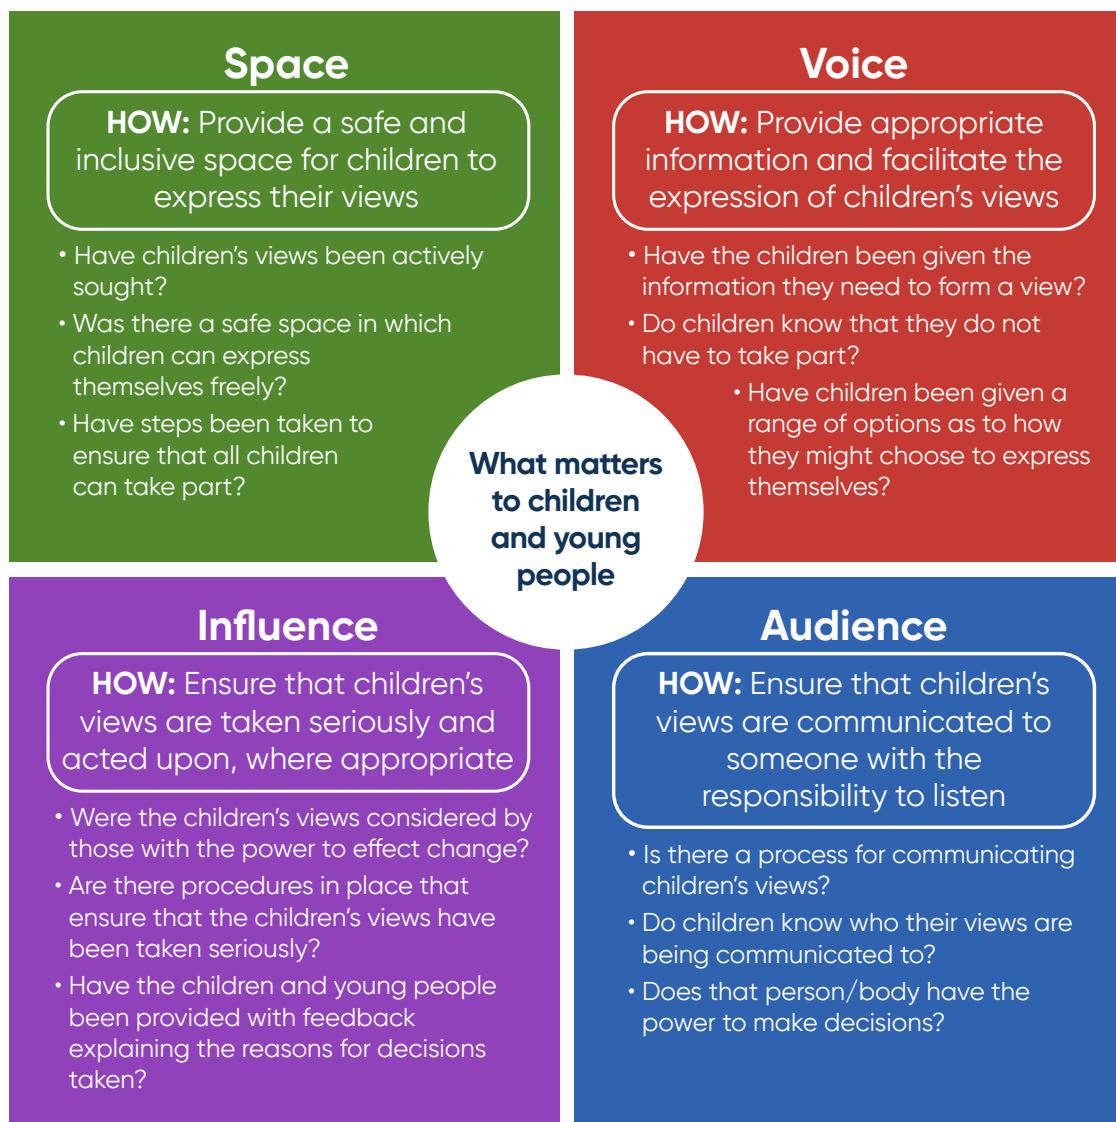 Space
HOW: Provide a safe and
inclusive space for children to
express their views
• Have children’s views been actively
sought?
• Was there a safe space in which
children can express
themselves freely?
• Have steps been taken to
ensure that all children
can take part?
Voice
HOW: Provide appropriate
information and facilitate the
expression of children’s views
• Have the children been given the
information they need to form a view?
• Do children know that they do not
have to take part?
• Have children been given a
range of options as to how
they might choose to express
themselves?
What matters
to children
and young
people
Influence
HOW: Ensure that children’s
views are taken seriously and
acted upon, where appropriate
• Were the children’s views considered by
those with the power to effect change?
• Are there procedures in place that
ensure that the children’s views have
been taken seriously?
• Have the children and young people
been provided with feedback
explaining the reasons for decisions
taken?
Audience
HOW: Ensure that children’s
views are communicated to
someone with the
responsibility to listen
• Is there a process for communicating
children’s views?
• Do children know who their views are
being communicated to?
• Does that person/body have the
power to make decisions?